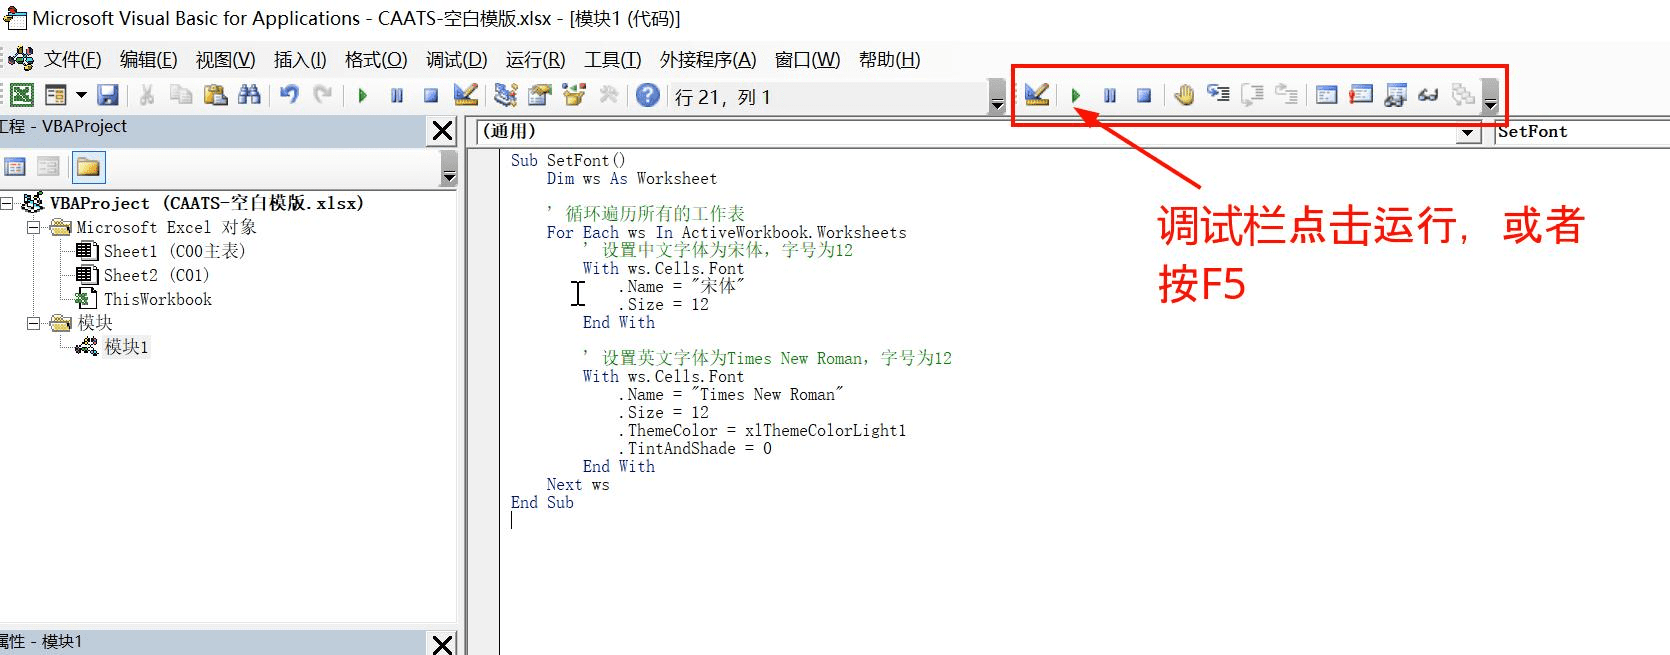 Microsoft Visual Basic for Applications - CAATS-空白模版.xlsx - [模块1 (代码)]
文件(F) 编辑(E) 视图(V) 插入(I) 格式(O) 调试(D) 运行(R) 工具(T) 外接程序(A) 窗口(W) 帮助(H)
行 21, 列 1
工程 - VBAProject
VBAProject (CAATS-空白模版.xlsx)
Microsoft Excel 对象
Sheet1 (C00主表)
Sheet2 (C01)
ThisWorkbook
模块
模块1
属性 - 模块1
(通用)
SetFont
Sub SetFont()
Dim ws As Worksheet
' 循环遍历所有的工作表
For Each ws In ActiveWorkbook.Worksheets
' 设置中文字体为宋体，字号为12
With ws.Cells.Font
.Name = "宋体"
.Size = 12
End With
' 设置英文字体为Times New Roman，字号为12
With ws.Cells.Font
.Name = "Times New Roman"
.Size = 12
.ThemeColor = xlThemeColorLight1
.TintAndShade = 0
End With
Next ws
End Sub
调试栏点击运行，或者
按F5